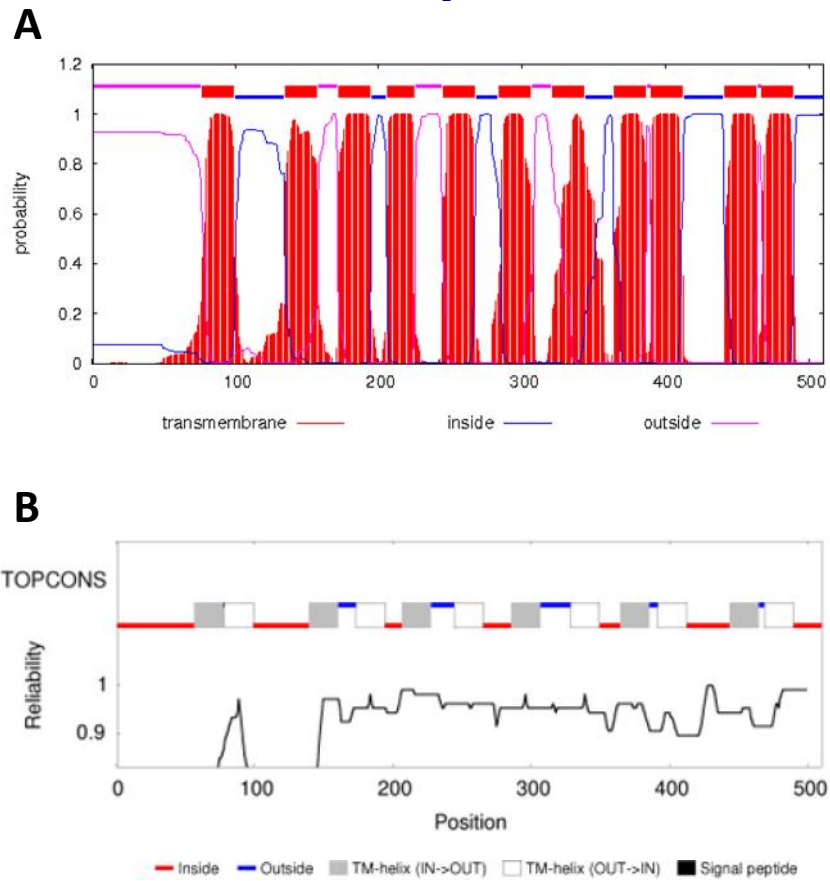 A
1.2
1
0.8
0.6
0.4
0.2
0
probability
0 100 200 300 400 500
transmembrane inside outside
B
TOPCONS
Reliability
1
0.9
0 100 200 300 400 500
Position
Inside Outside TM-helix (IN->OUT) TM-helix (OUT->IN) Signal peptide